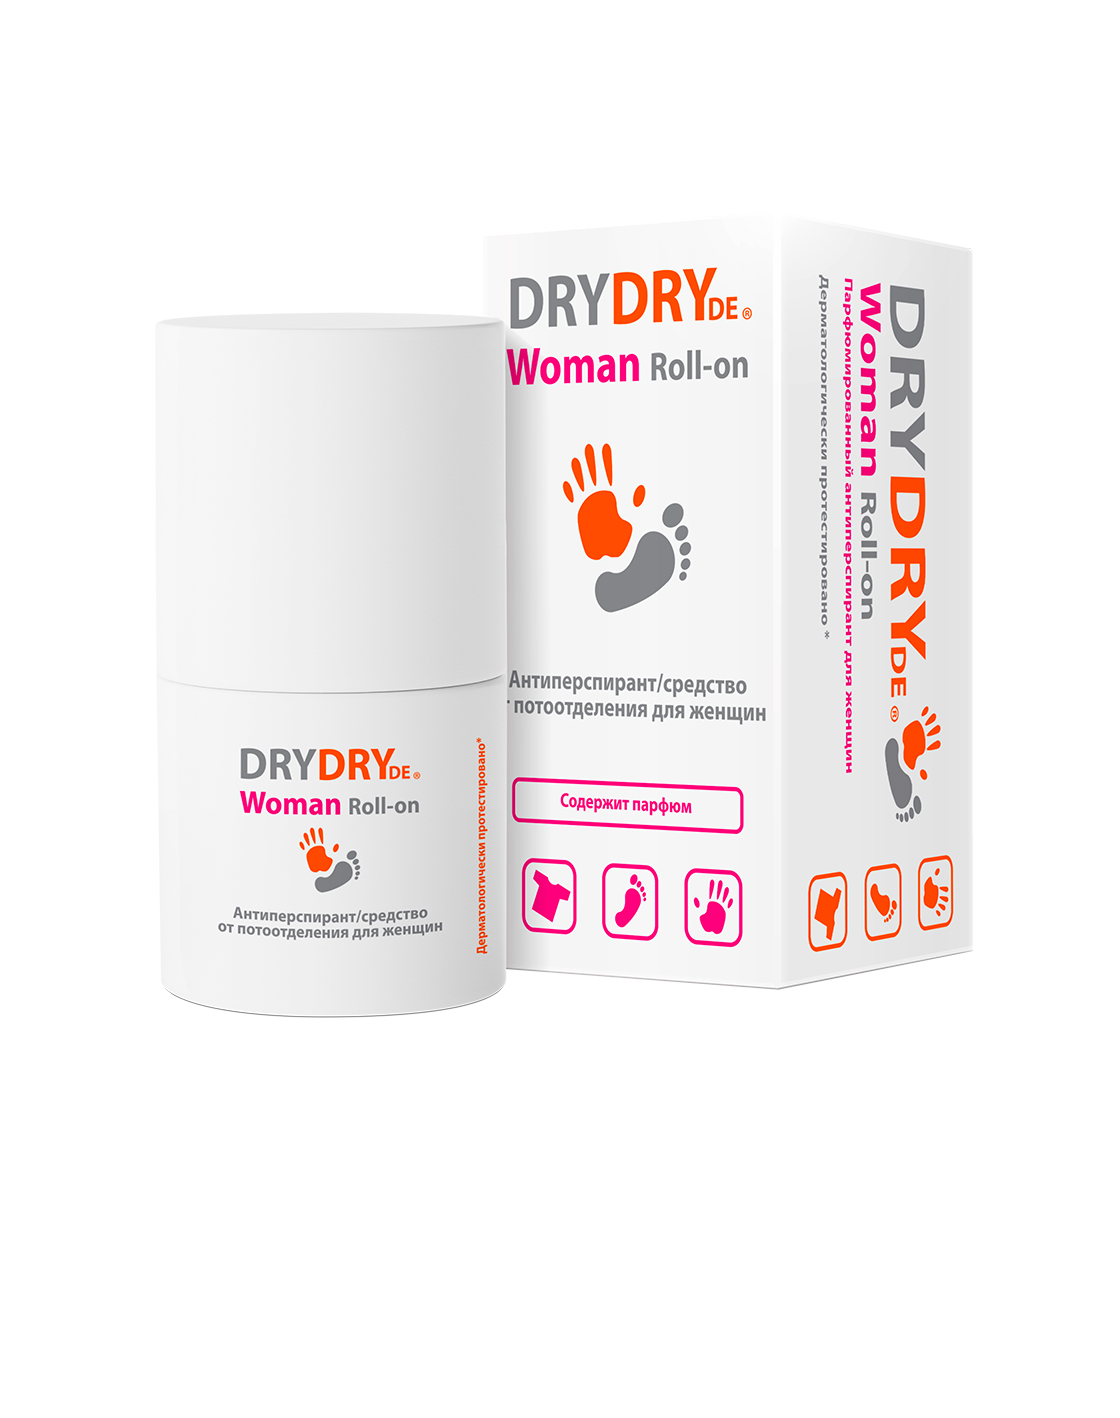 DRYDRYDE®
Woman Roll-on
Антиперспирант/средство
от потоотделения для женщин
Дерматологически протестировано*
DRYDRYDE®
Woman Roll-on
Антиперспирант/средство
т потоотделения для женщин
Содержит парфюм
DRYDRYDE®
Woman Roll-on
Парфюмированный антиперспирант для женщин
Дерматологически протестировано *